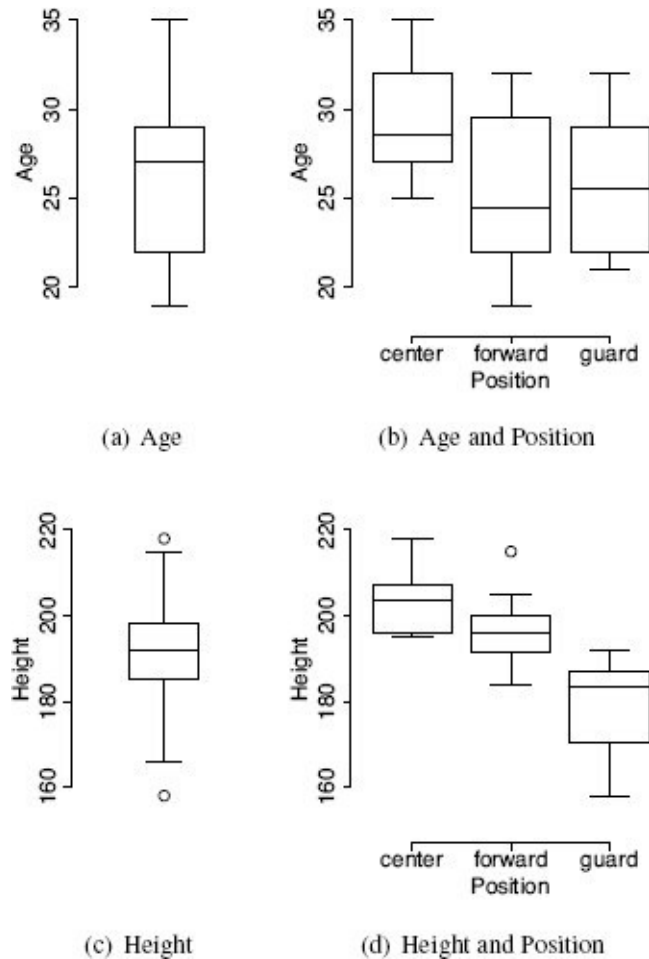 35
30
25
20
Age
(a) Age
35
30
25
20
Age
center forward guard
Position
(b) Age and Position
220
200
180
160
Height
(c) Height
220
200
180
160
Height
center forward guard
Position
(d) Height and Position